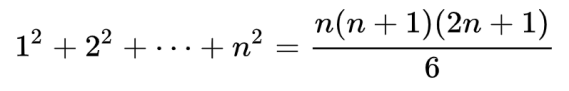 1² + 2² + ⋯ + n² = n(n + 1)(2n + 1) / 6